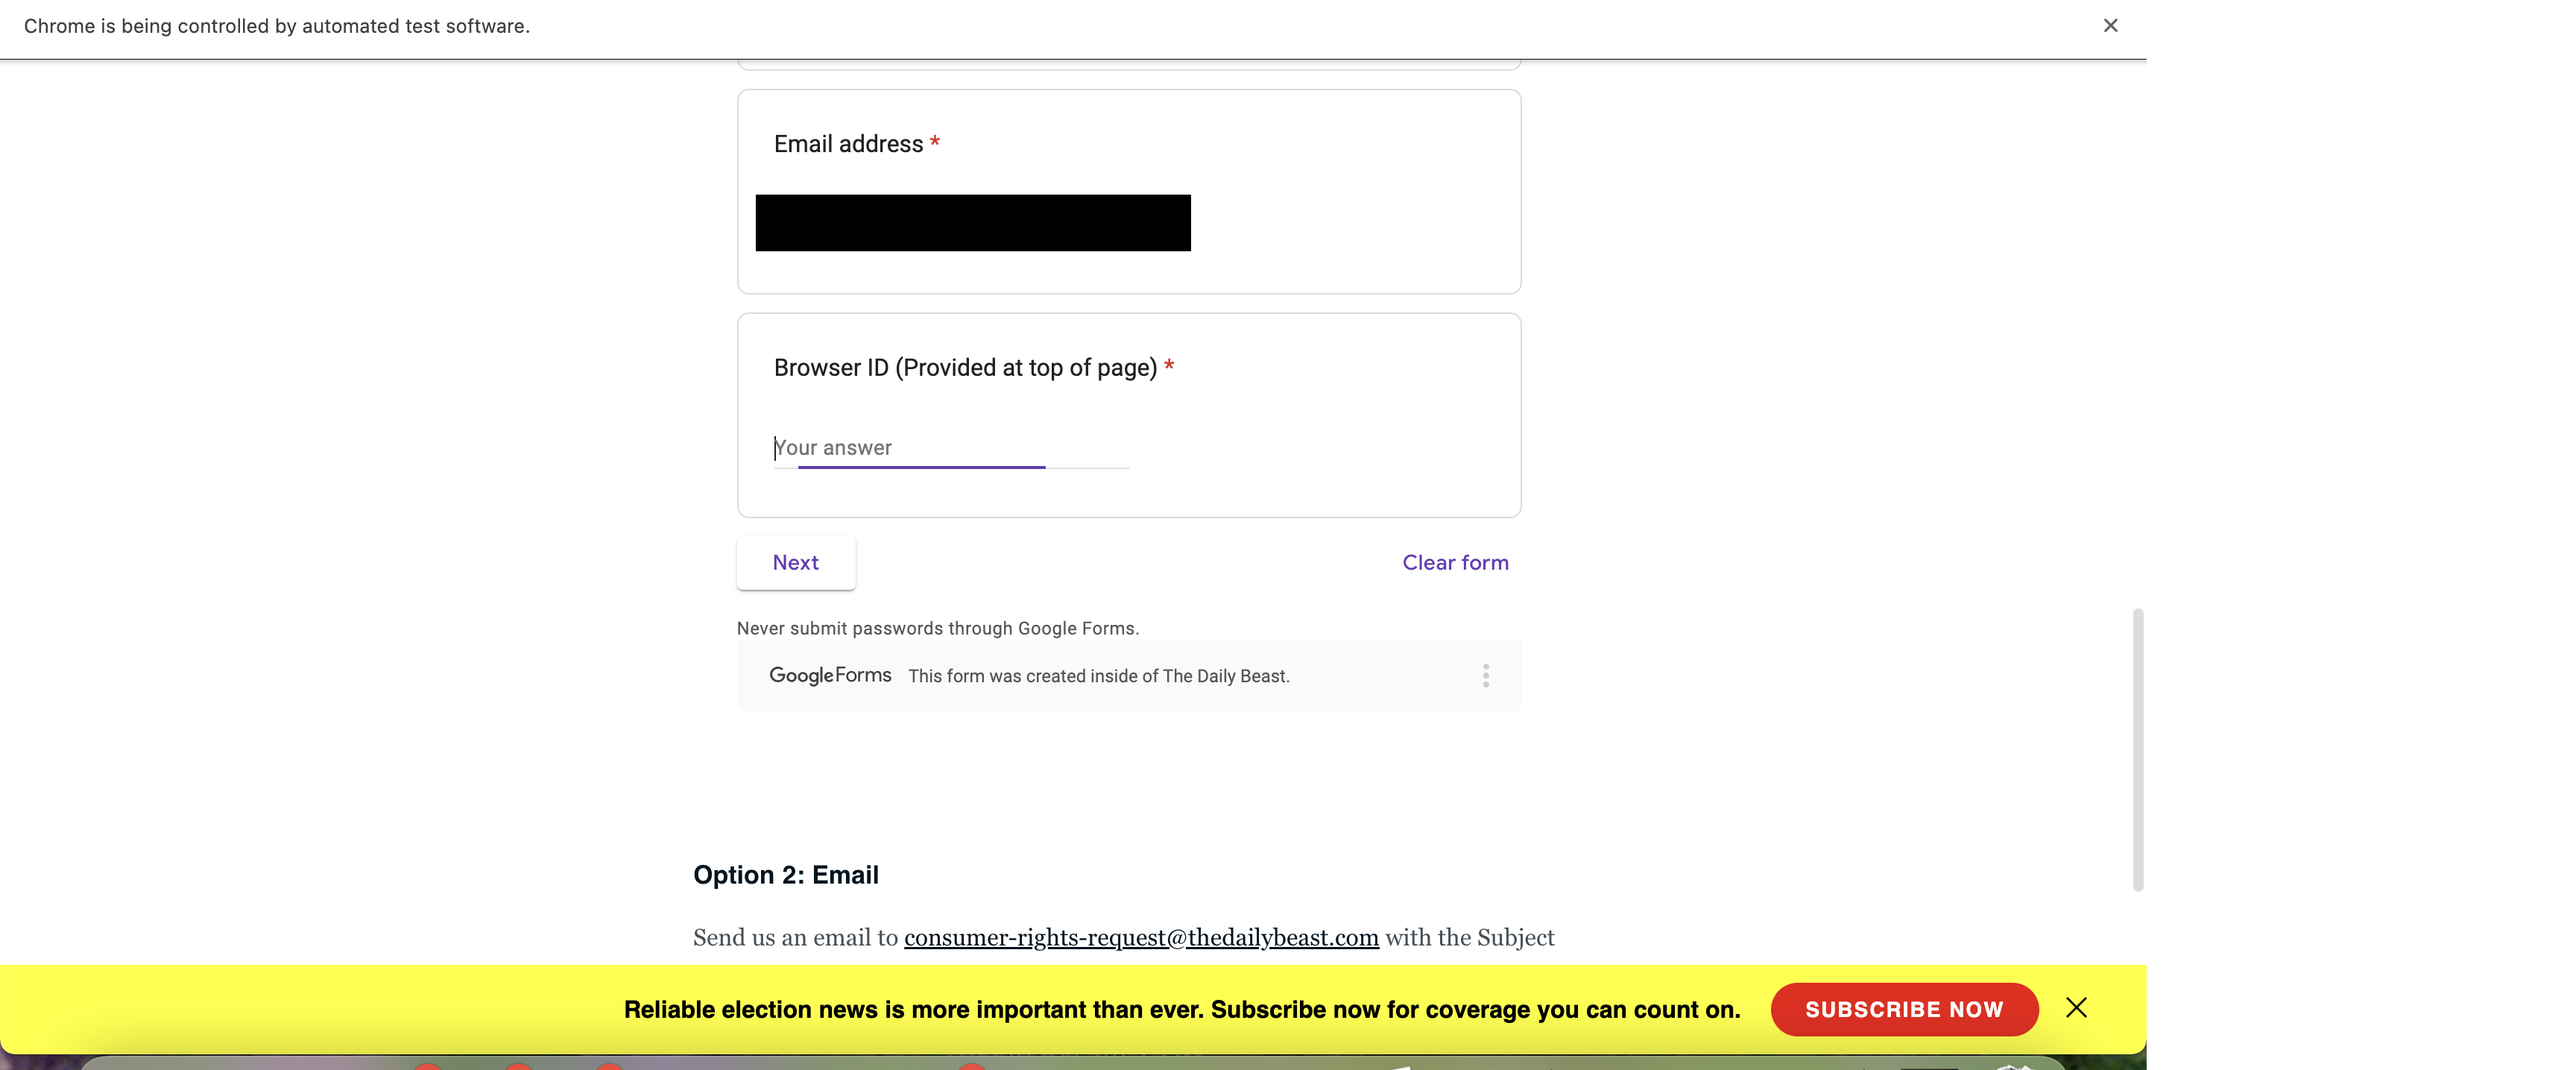 Chrome is being controlled by automated test software.
Email address *
Browser ID (Provided at top of page) *
Your answer
Next
Clear form
Never submit passwords through Google Forms.
Google Forms This form was created inside of The Daily Beast.
Option 2: Email
Send us an email to consumer-rights-request@thedailybeast.com with the Subject
Reliable election news is more important than ever. Subscribe now for coverage you can count on.
SUBSCRIBE NOW